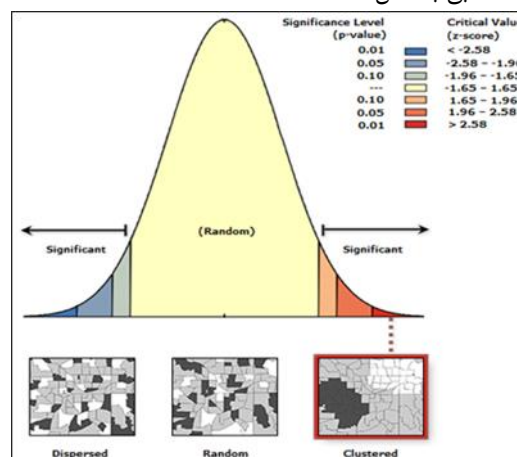 Significance Level
(p-value)
Critical Value
(z-score)
0.01 < -2.58
0.05 -2.58 – -1.96
0.10 -1.96 – -1.65
--- -1.65 – 1.65
0.10 1.65 – 1.96
0.05 1.96 – 2.58
0.01 > 2.58
(Random)
Significant
Significant
Dispersed
Random
Clustered